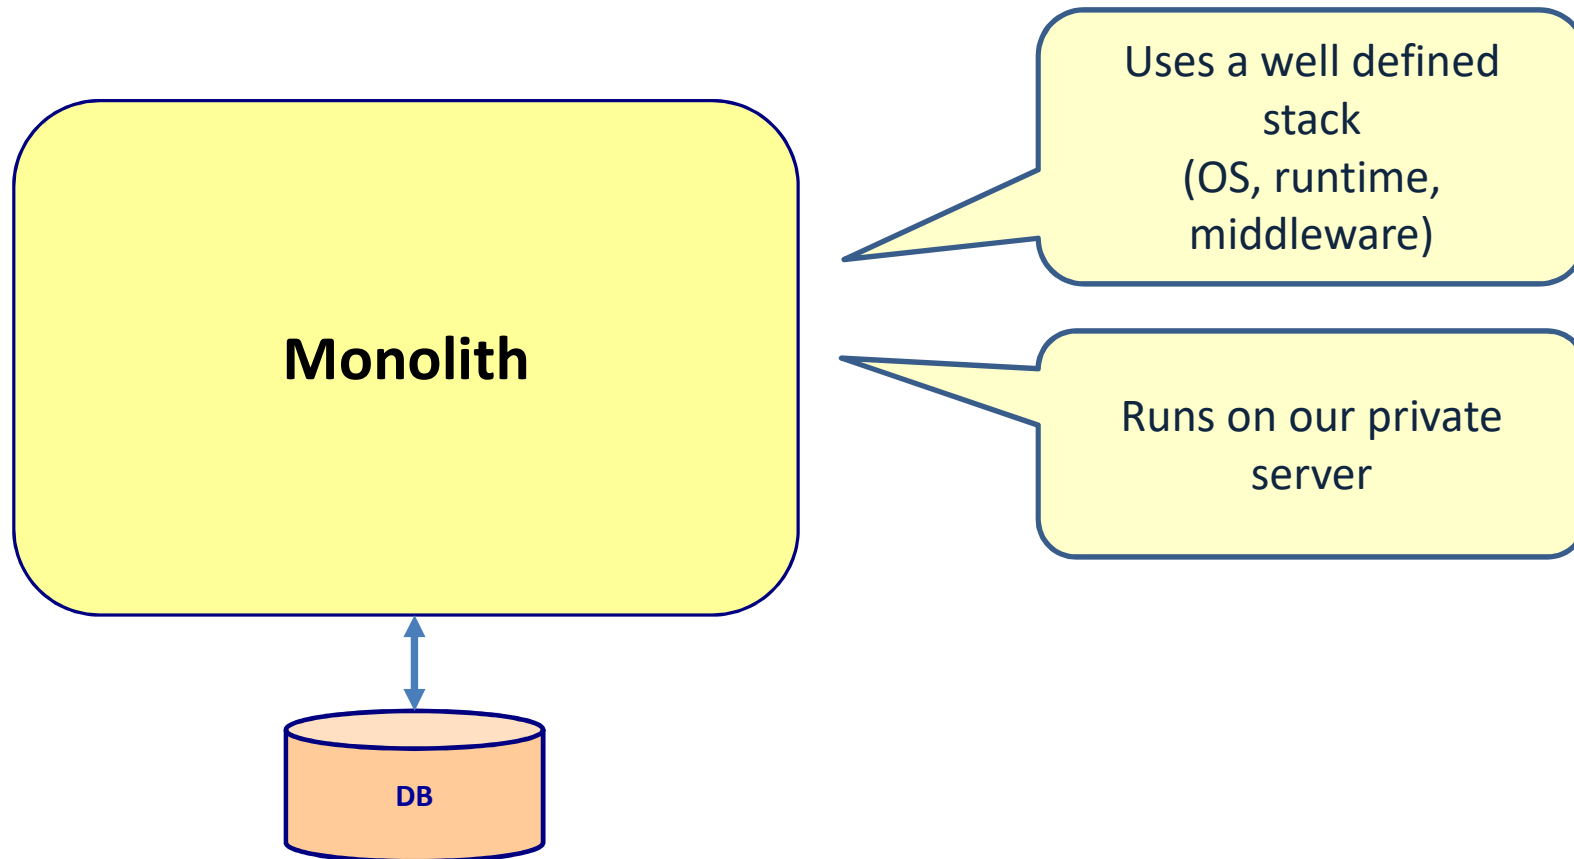 Uses a well defined
stack
(OS, runtime,
middleware)
Monolith
Runs on our private
server
DB